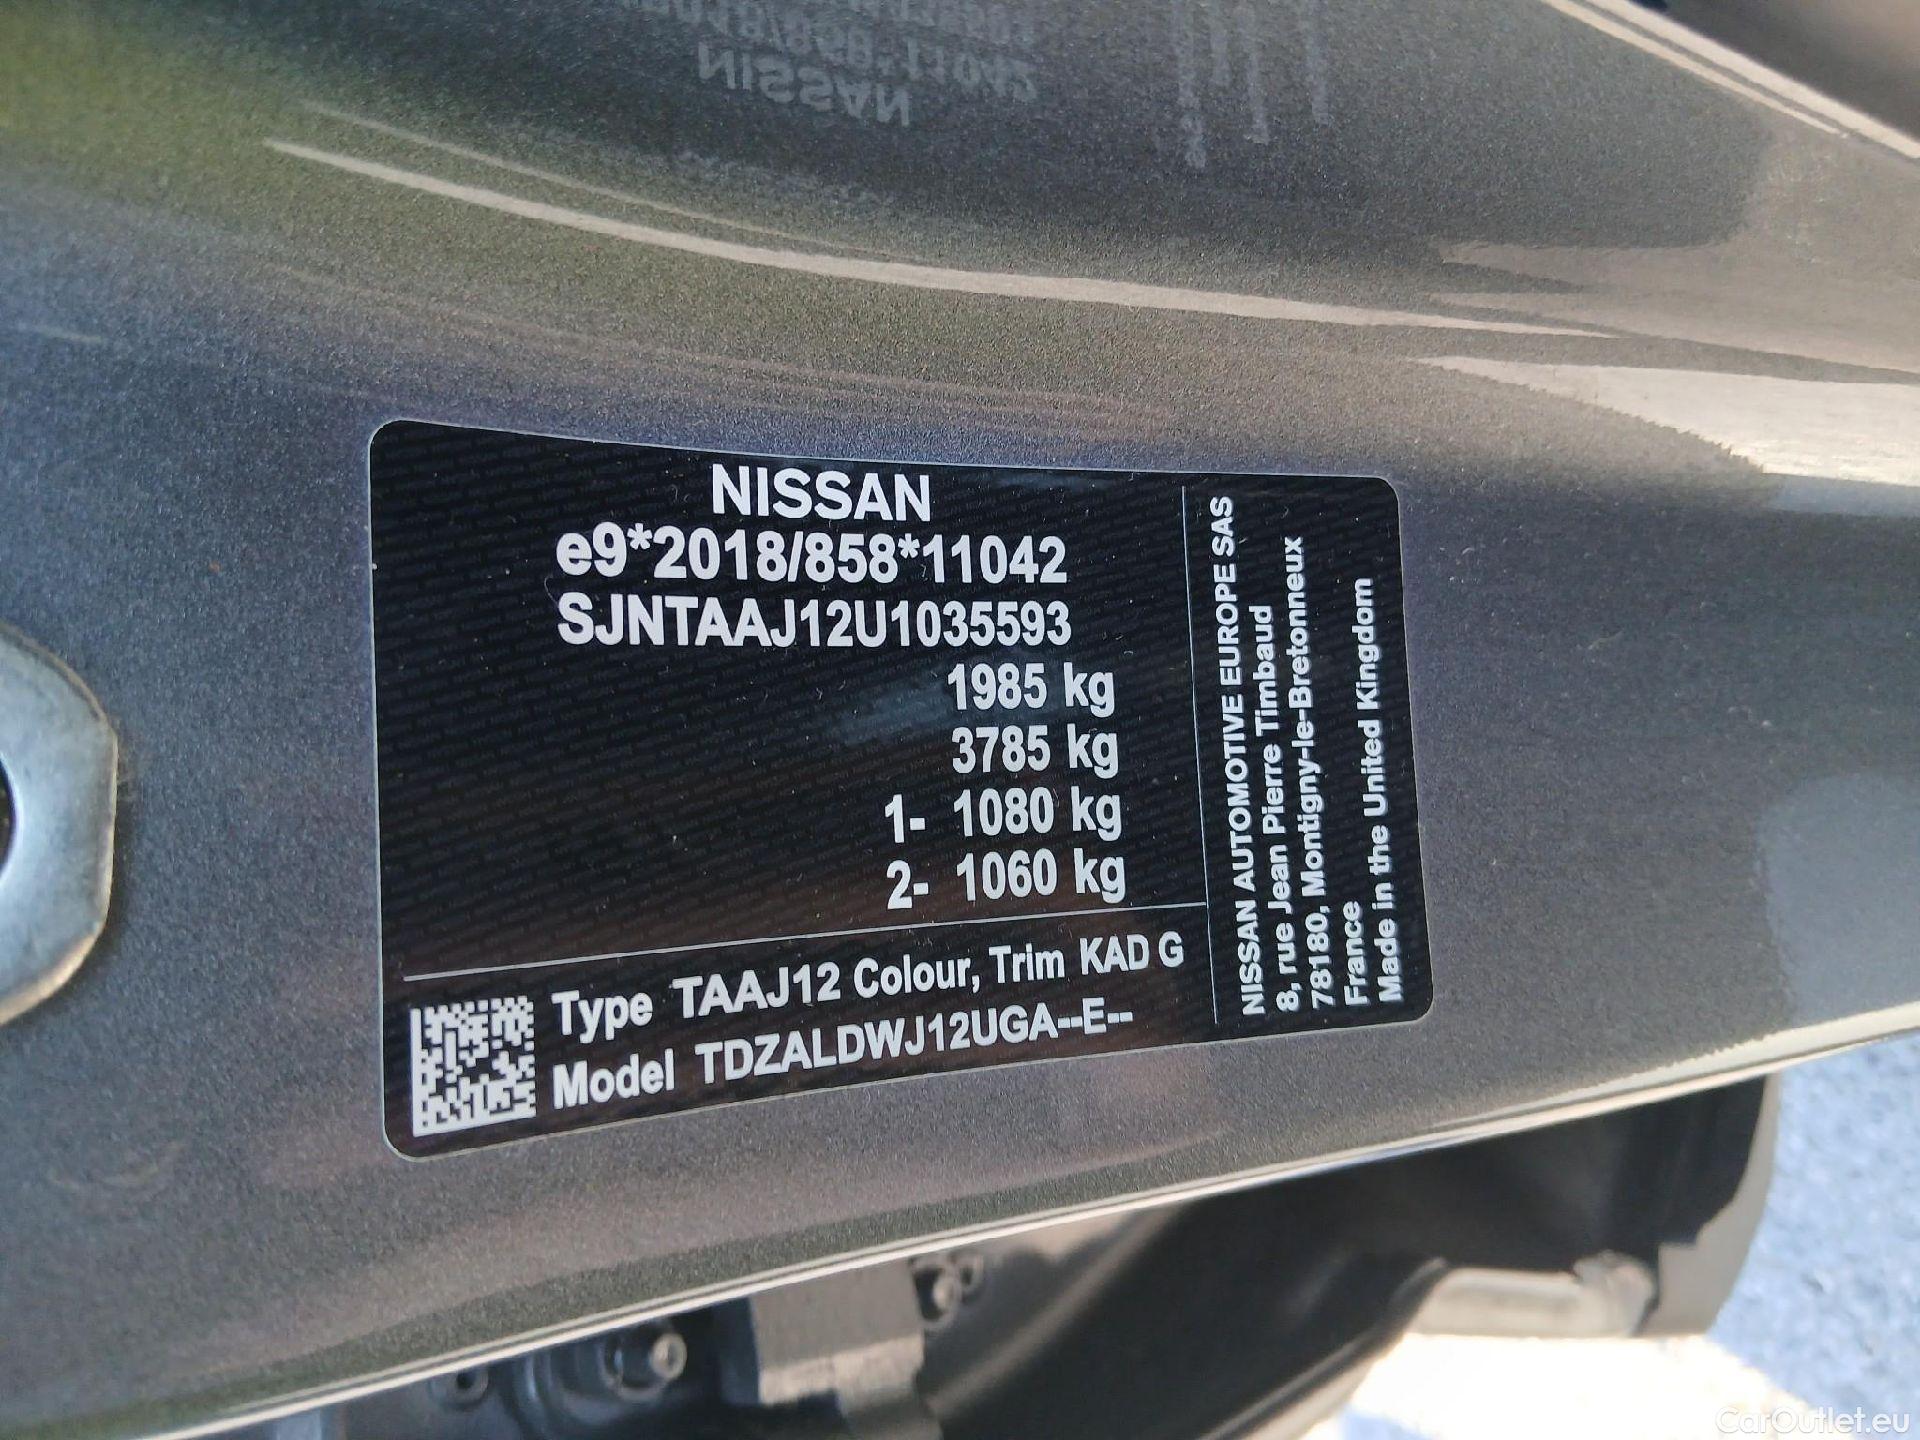 NISSAN
e9*2018/858*11042
SJNTAAJ12U1035593
1985 kg
3785 kg
1- 1080 kg
2- 1060 kg
Type TAAJ12 Colour, Trim KAD G
Model TDZALDWJ12UGA--E--
NISSAN AUTOMOTIVE EUROPE SAS
8, rue Jean Pierre Timbaud
78180, Montigny-le-Bretonneux
France
Made in the United Kingdom
CarOutlet.eu